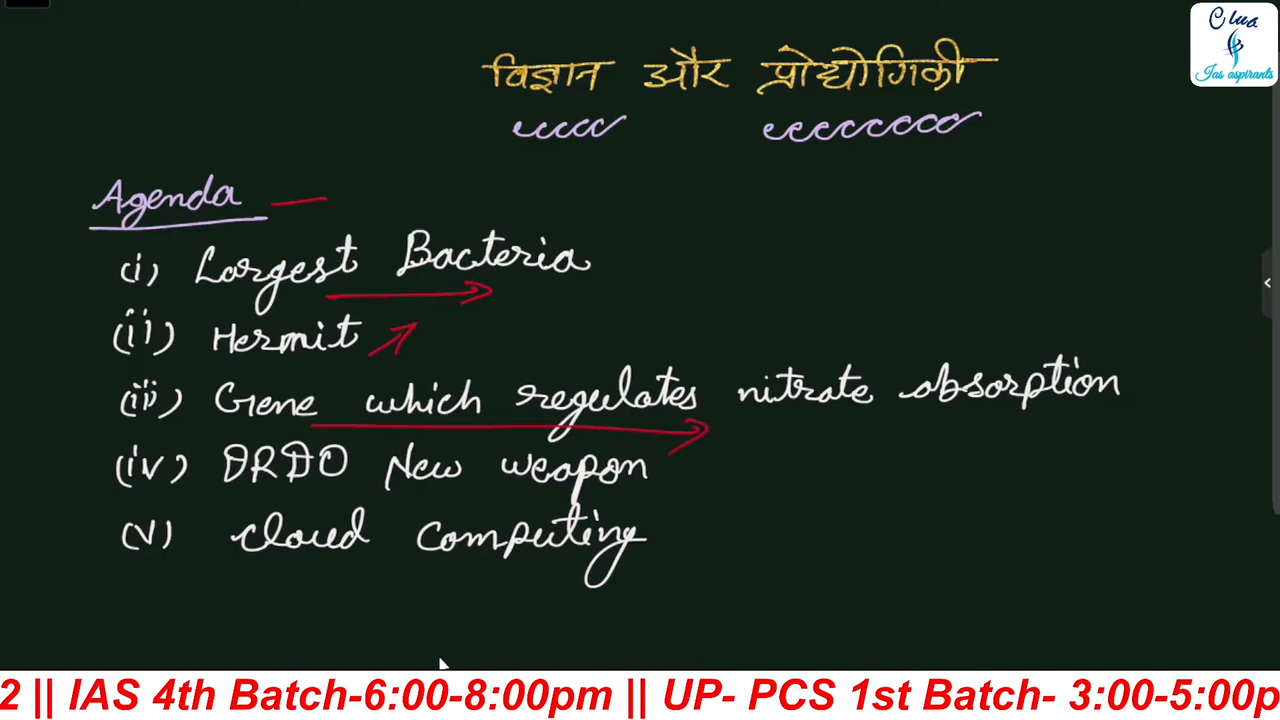 Clue
Ias aspirants
विज्ञान और प्रोद्योगिकी
Agenda
(i) Largest Bacteria
(ii) Hermit
(iii) Gene which regulates nitrate absorption
(iv) DRDO New weapon
(v) cloud computing
2 || IAS 4th Batch-6:00-8:00pm || UP- PCS 1st Batch- 3:00-5:00p